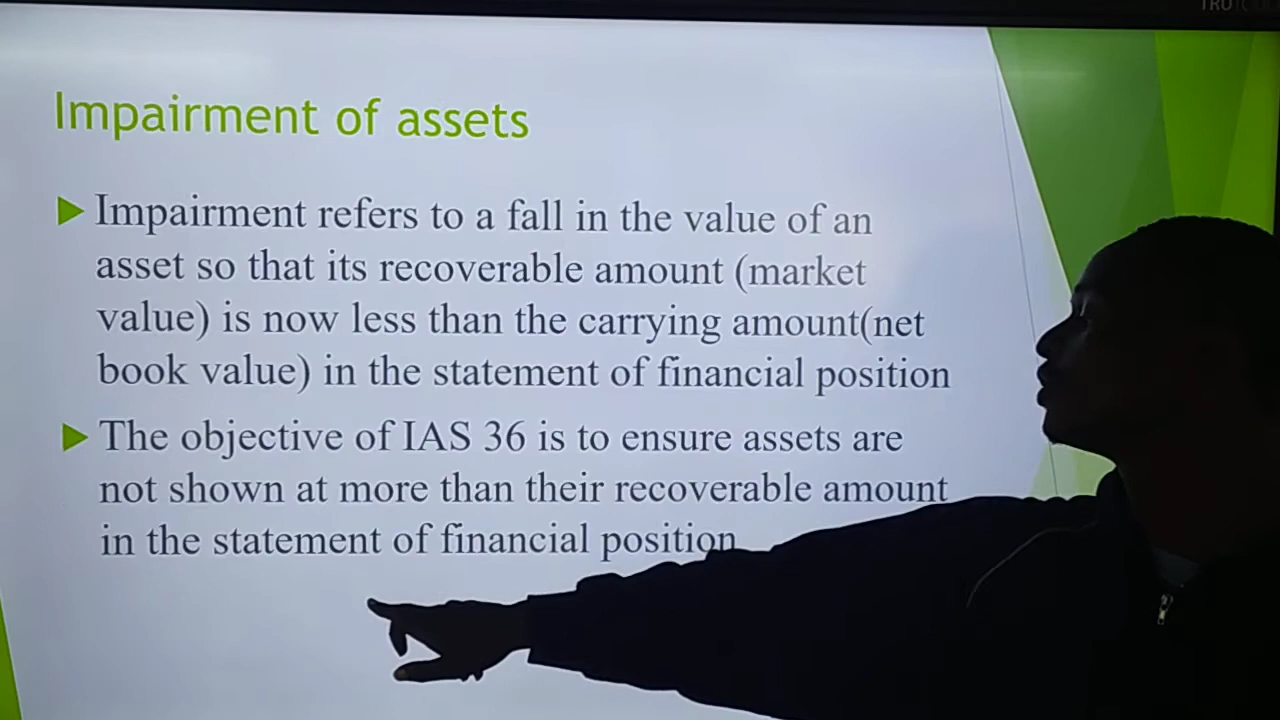 Impairment of assets
Impairment refers to a fall in the value of an
asset so that its recoverable amount (market
value) is now less than the carrying amount(net
book value) in the statement of financial position
The objective of IAS 36 is to ensure assets are
not shown at more than their recoverable amount
in the statement of financial position